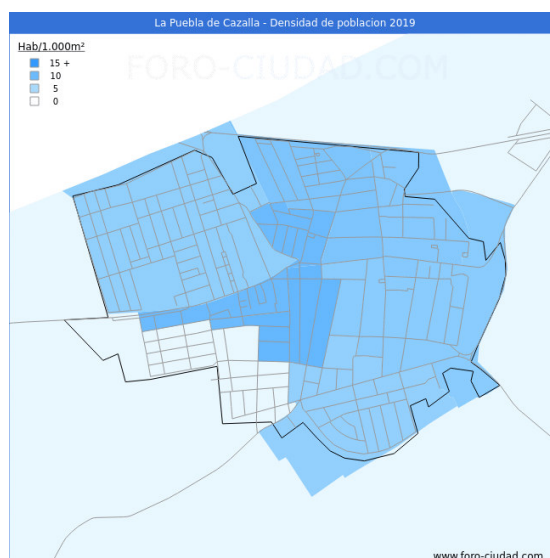 La Puebla de Cazalla - Densidad de poblacion 2019
Hab/1.000m²
15 +
10
5
0
FORO-CIUDAD.COM
www.foro-ciudad.com